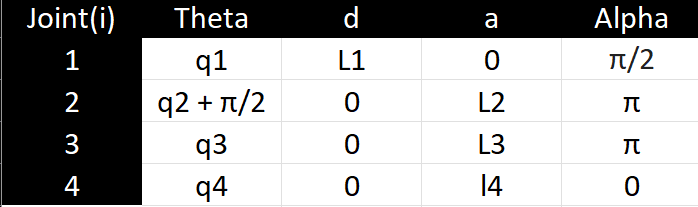 Joint(i) Theta d a Alpha
1 q1 L1 0 π/2
2 q2 + π/2 0 L2 π
3 q3 0 L3 π
4 q4 0 l4 0